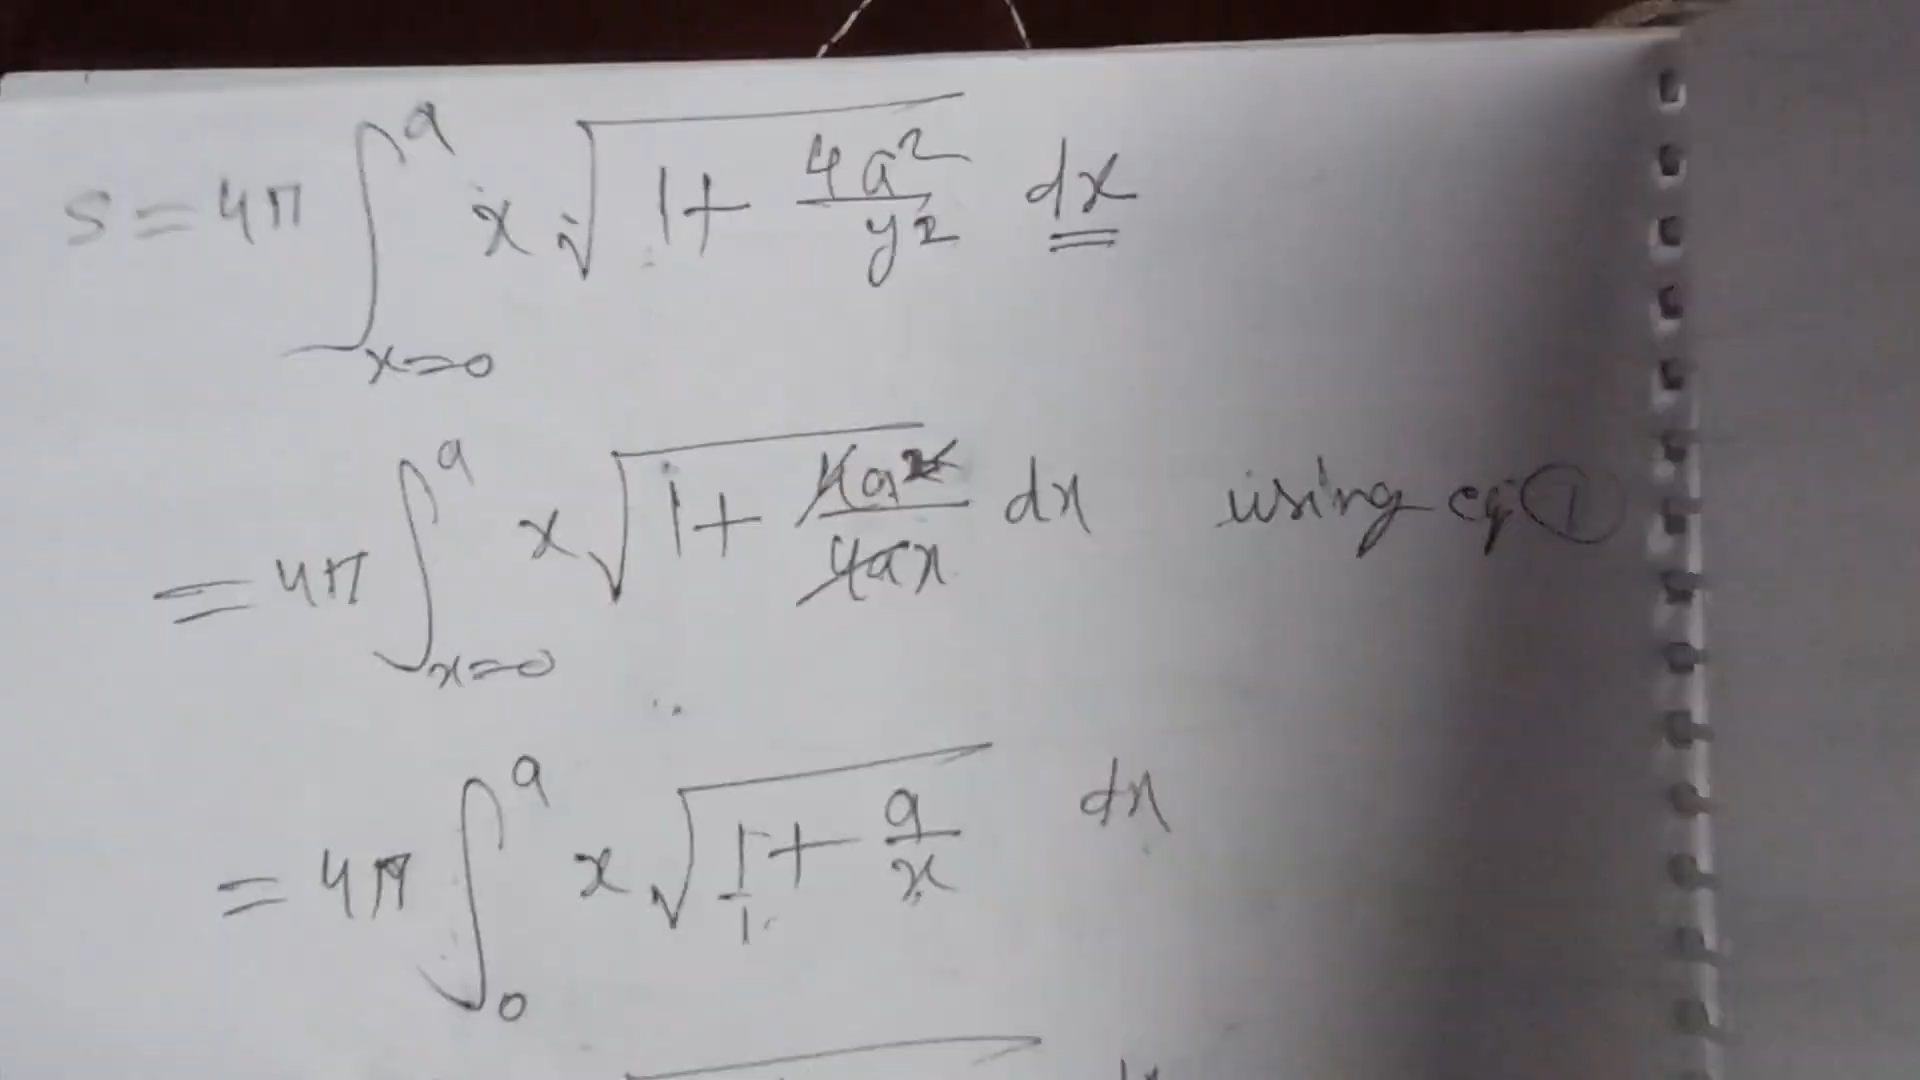 S = 4π ∫_{x=0}^{a} x √(1 + 4a²/y²) dx
= 4π ∫_{x=0}^{a} x √(1 + 4a²/4ax) dx using eq ①
= 4π ∫_{0}^{a} x √(1/1 + a/x) dx